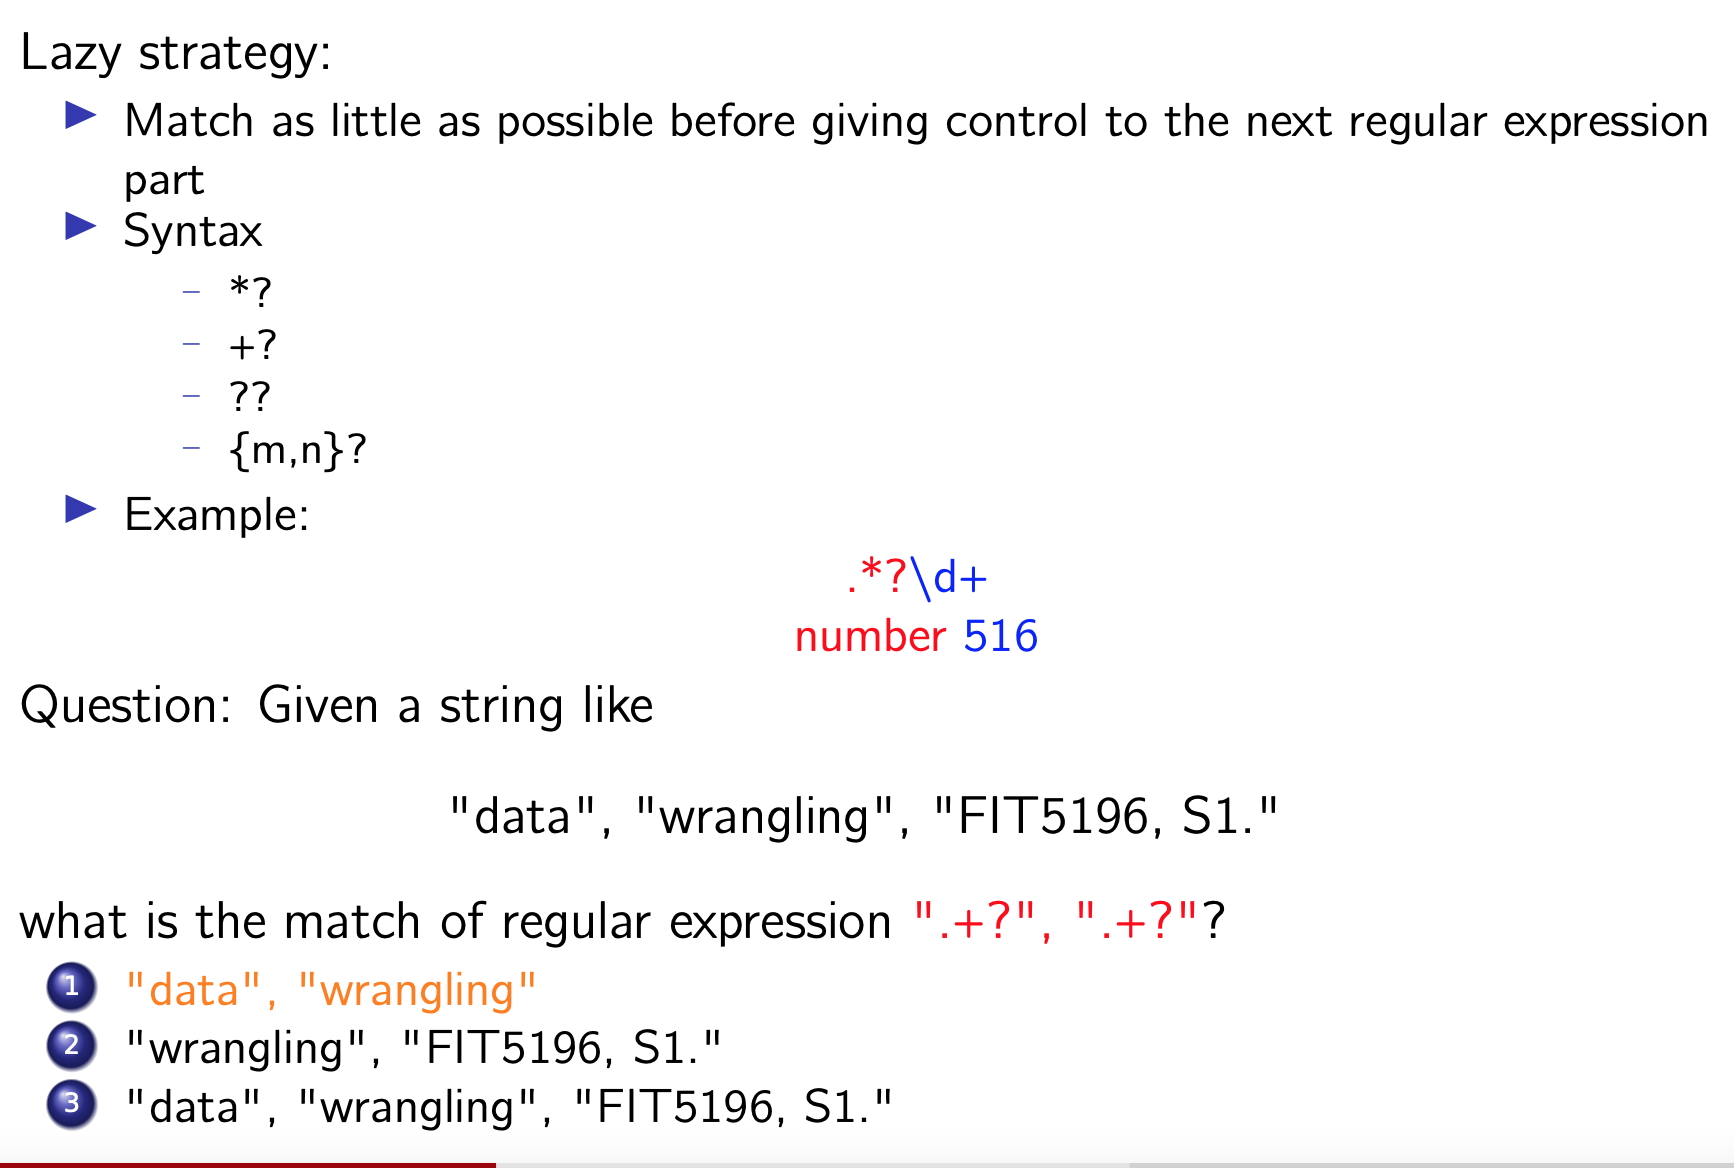 Lazy strategy:
Match as little as possible before giving control to the next regular expression
part
Syntax
– *?
– +?
– ??
– {m,n}?
Example:
.*?\d+
number 516
Question: Given a string like
"data", "wrangling", "FIT5196, S1."
what is the match of regular expression ".+?", ".+?"?
1 "data", "wrangling"
2 "wrangling", "FIT5196, S1."
3 "data", "wrangling", "FIT5196, S1."